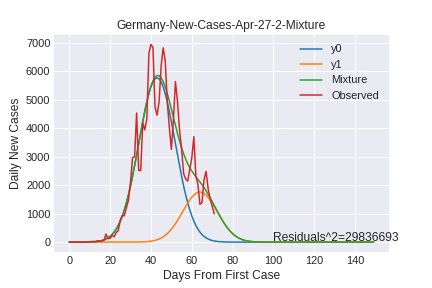 Germany-New-Cases-Apr-27-2-Mixture
7000
6000
5000
4000
3000
2000
1000
0
Daily New Cases
y0
y1
Mixture
Observed
Residuals^2=29836693
0 20 40 60 80 100 120 140
Days From First Case